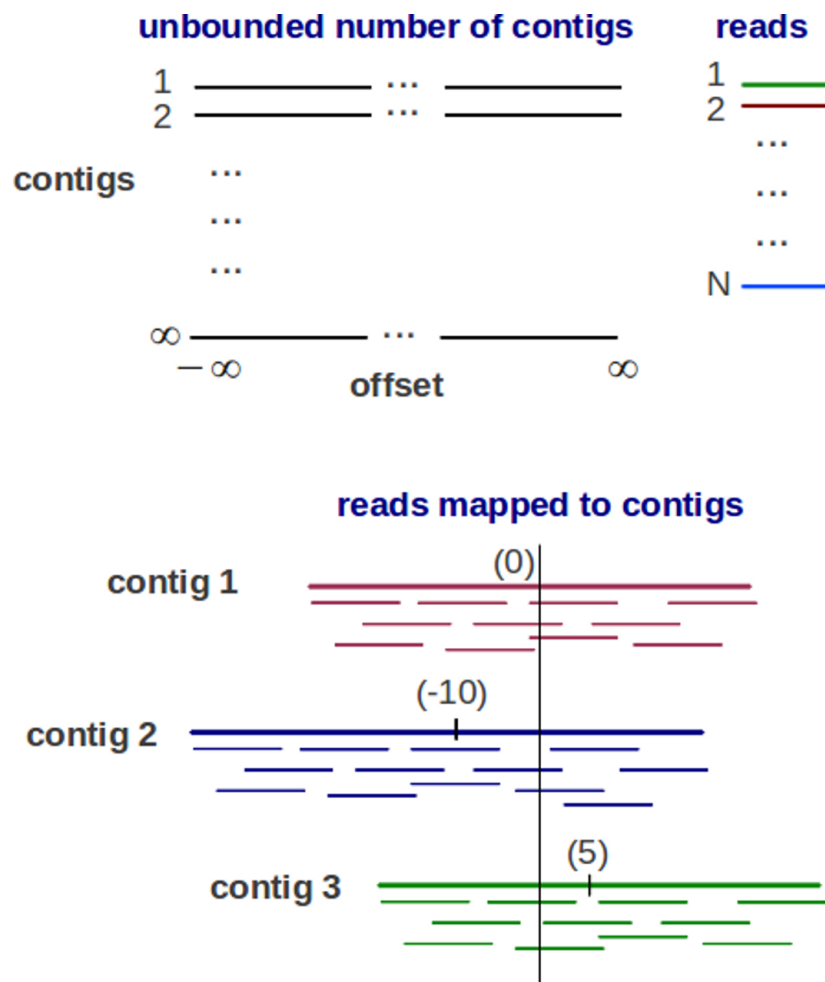 unbounded number of contigs
reads
1 ... 1
2 ... 2
...
contigs ... ...
...
... ...
N
∞ ...
− ∞ ∞
offset
reads mapped to contigs
(0)
contig 1
(-10)
contig 2
(5)
contig 3